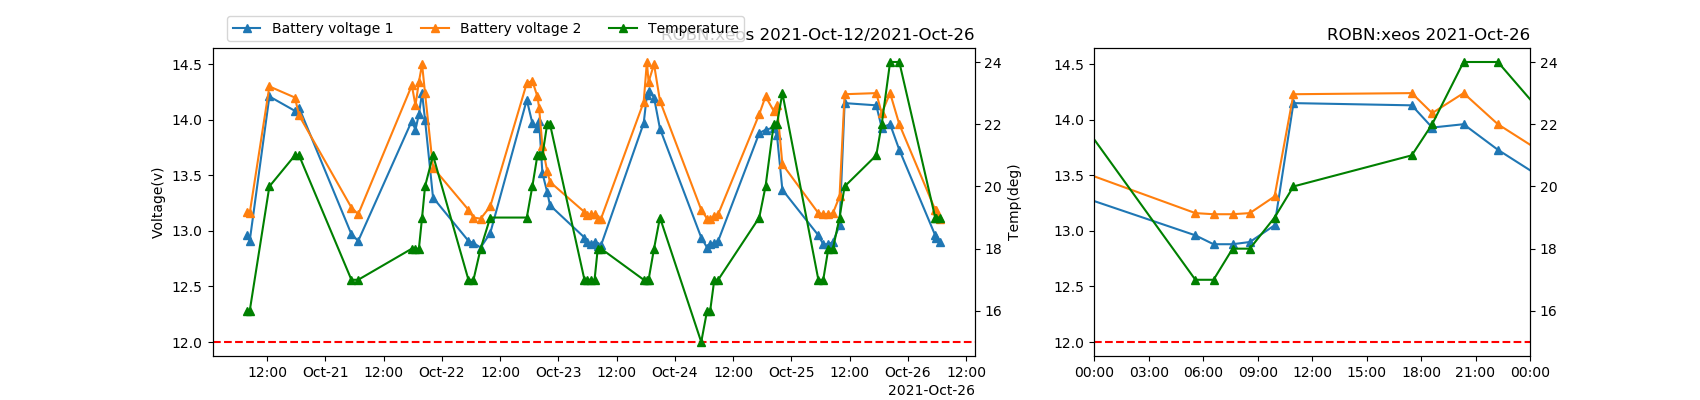 Battery voltage 1 Battery voltage 2 Temperature
ROBN:xeos 2021-Oct-12/2021-Oct-26
ROBN:xeos 2021-Oct-26
14.5
14.0
13.5
13.0
12.5
12.0
Voltage(v)
24
22
20
18
16
Temp(deg)
12:00 Oct-21 12:00 Oct-22 12:00 Oct-23 12:00 Oct-24 12:00 Oct-25 12:00 Oct-26 12:00
2021-Oct-26
14.5
14.0
13.5
13.0
12.5
12.0
24
22
20
18
16
00:00 03:00 06:00 09:00 12:00 15:00 18:00 21:00 00:00